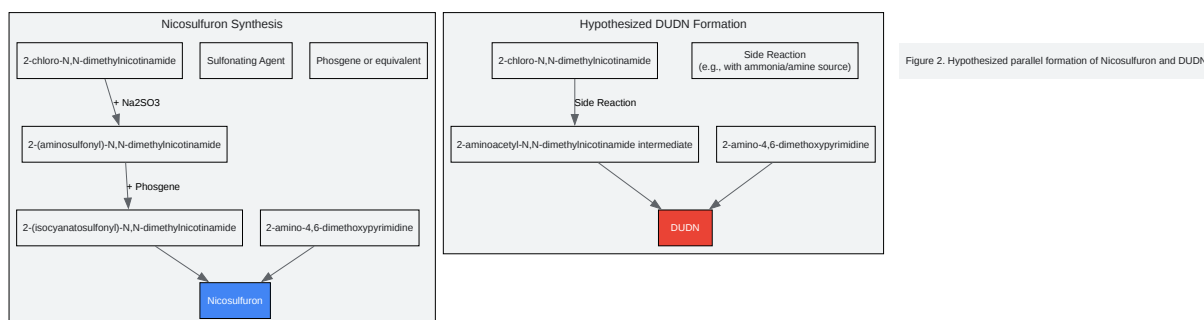 Nicosulfuron Synthesis
2-chloro-N,N-dimethylnicotinamide
Sulfonating Agent
Phosgene or equivalent
+ Na2SO3
2-(aminosulfonyl)-N,N-dimethylnicotinamide
+ Phosgene
2-(isocyanatosulfonyl)-N,N-dimethylnicotinamide
2-amino-4,6-dimethoxypyrimidine
Nicosulfuron
Hypothesized DUDN Formation
2-chloro-N,N-dimethylnicotinamide
Side Reaction
(e.g., with ammonia/amine source)
Side Reaction
2-aminoacetyl-N,N-dimethylnicotinamide intermediate
2-amino-4,6-dimethoxypyrimidine
DUDN
Figure 2. Hypothesized parallel formation of Nicosulfuron and DUDN